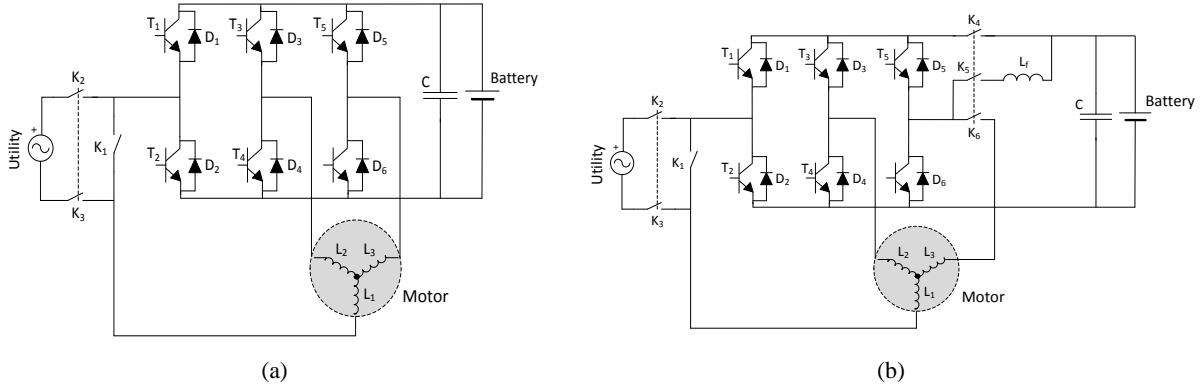 T1 T3 T5
D1 D3 D5
K2
C
Battery
+
Utility
K1
T2 T4
D2 D4 D6
K3
L2 L3
L1
Motor
(a)
K4
T1 T3 T5
K5 Lf
D1 D3 D5
K2
C
Battery
K6
+
Utility
K1
T2 T4
D2 D4 D6
K3
L2 L3
L1
Motor
(b)